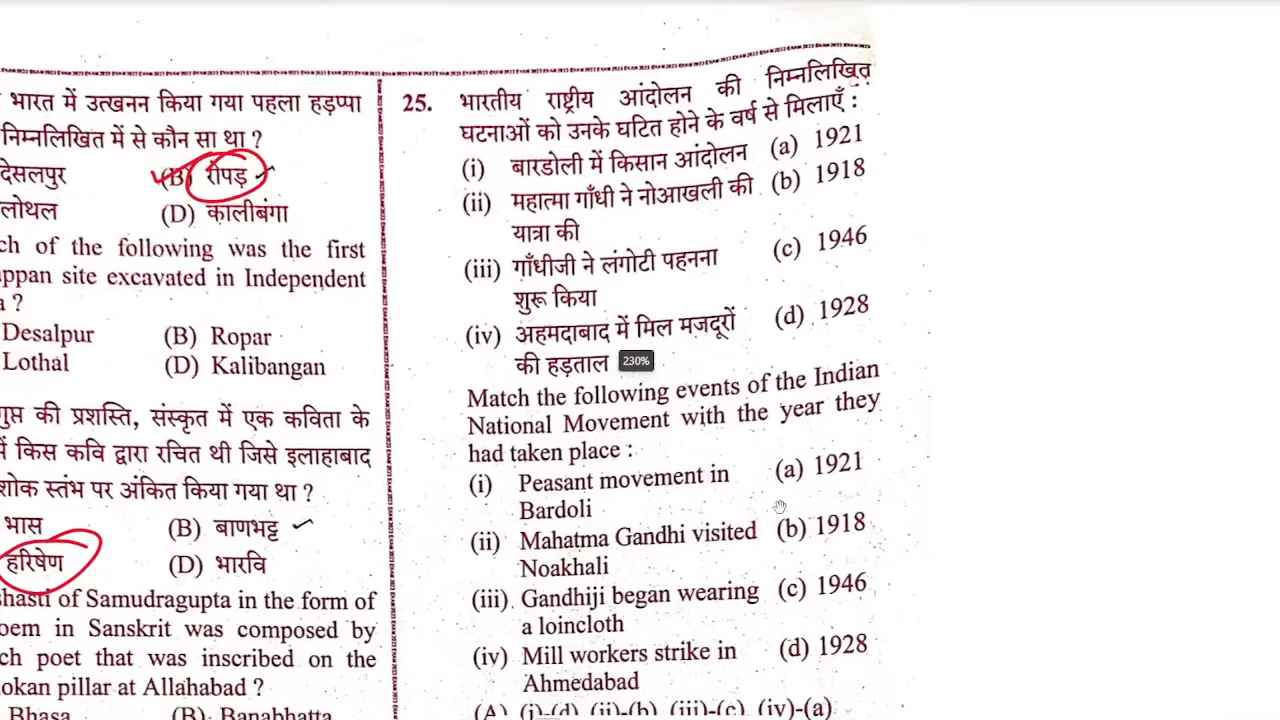 भारत में उत्खनन किया गया पहला हड़प्पा
निम्नलिखित में से कौन सा था ?
देसलपुर (B) रोपड़
लोथल (D) कालीबंगा
ch of the following was the first
appan site excavated in Independent
a ?
Desalpur (B) Ropar
Lothal (D) Kalibangan
गुप्त की प्रशस्ति, संस्कृत में एक कविता के
में किस कवि द्वारा रचित थी जिसे इलाहाबाद
शोक स्तंभ पर अंकित किया गया था ?
भास (B) बाणभट्ट
हरिषेण (D) भारवि
shasti of Samudragupta in the form of
oem in Sanskrit was composed by
ch poet that was inscribed on the
okan pillar at Allahabad ?
Bhasa (B) Banabhatta
25. भारतीय राष्ट्रीय आंदोलन की निम्नलिखित
घटनाओं को उनके घटित होने के वर्ष से मिलाएँ :
(i) बारडोली में किसान आंदोलन (a) 1921
(ii) महात्मा गाँधी ने नोआखली की (b) 1918
यात्रा की
(iii) गाँधीजी ने लंगोटी पहनना (c) 1946
शुरू किया
(iv) अहमदाबाद में मिल मजदूरों (d) 1928
की हड़ताल
230%
Match the following events of the Indian
National Movement with the year they
had taken place :
(i) Peasant movement in (a) 1921
Bardoli
(ii) Mahatma Gandhi visited (b) 1918
Noakhali
(iii) Gandhiji began wearing (c) 1946
a loincloth
(iv) Mill workers strike in (d) 1928
Ahmedabad
(A) (i)-(d), (ii)-(b), (iii)-(c), (iv)-(a)